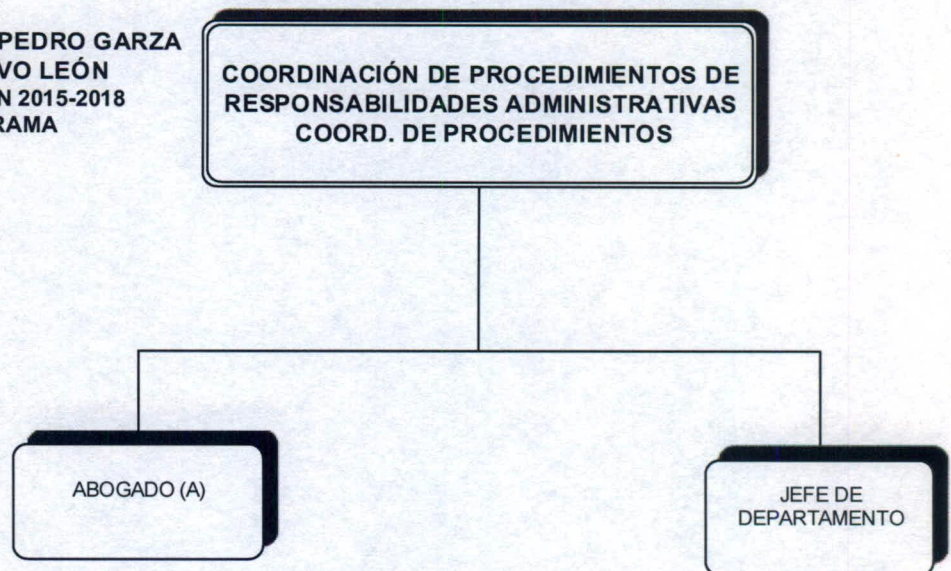 PEDRO GARZA
VO LEÓN
N 2015-2018
RAMA
COORDINACIÓN DE PROCEDIMIENTOS DE
RESPONSABILIDADES ADMINISTRATIVAS
COORD. DE PROCEDIMIENTOS
ABOGADO (A)
JEFE DE
DEPARTAMENTO